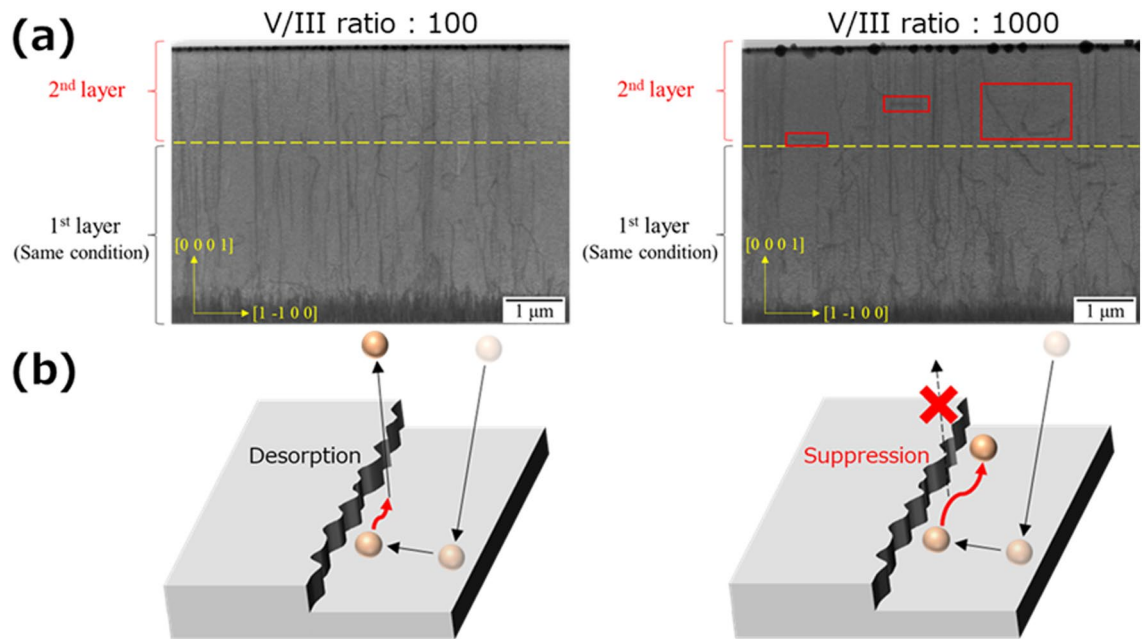 (a)
V/III ratio : 100
V/III ratio : 1000
2nd layer
1st layer
(Same condition)
[0 0 0 1]
[1 -1 0 0]
1 μm
2nd layer
1st layer
(Same condition)
[0 0 0 1]
[1 -1 0 0]
1 μm
(b)
Desorption
Suppression